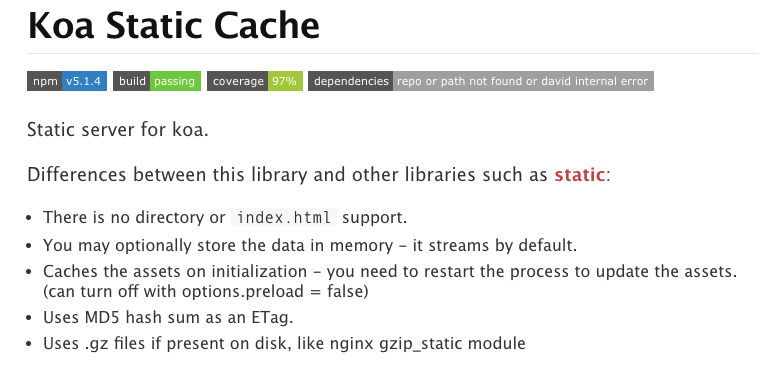 Koa Static Cache
npm v5.1.4 build passing coverage 97% dependencies repo or path not found or david internal error
Static server for koa.
Differences between this library and other libraries such as static:
• There is no directory or index.html support.
• You may optionally store the data in memory – it streams by default.
• Caches the assets on initialization – you need to restart the process to update the assets.
(can turn off with options.preload = false)
• Uses MD5 hash sum as an ETag.
• Uses .gz files if present on disk, like nginx gzip_static module